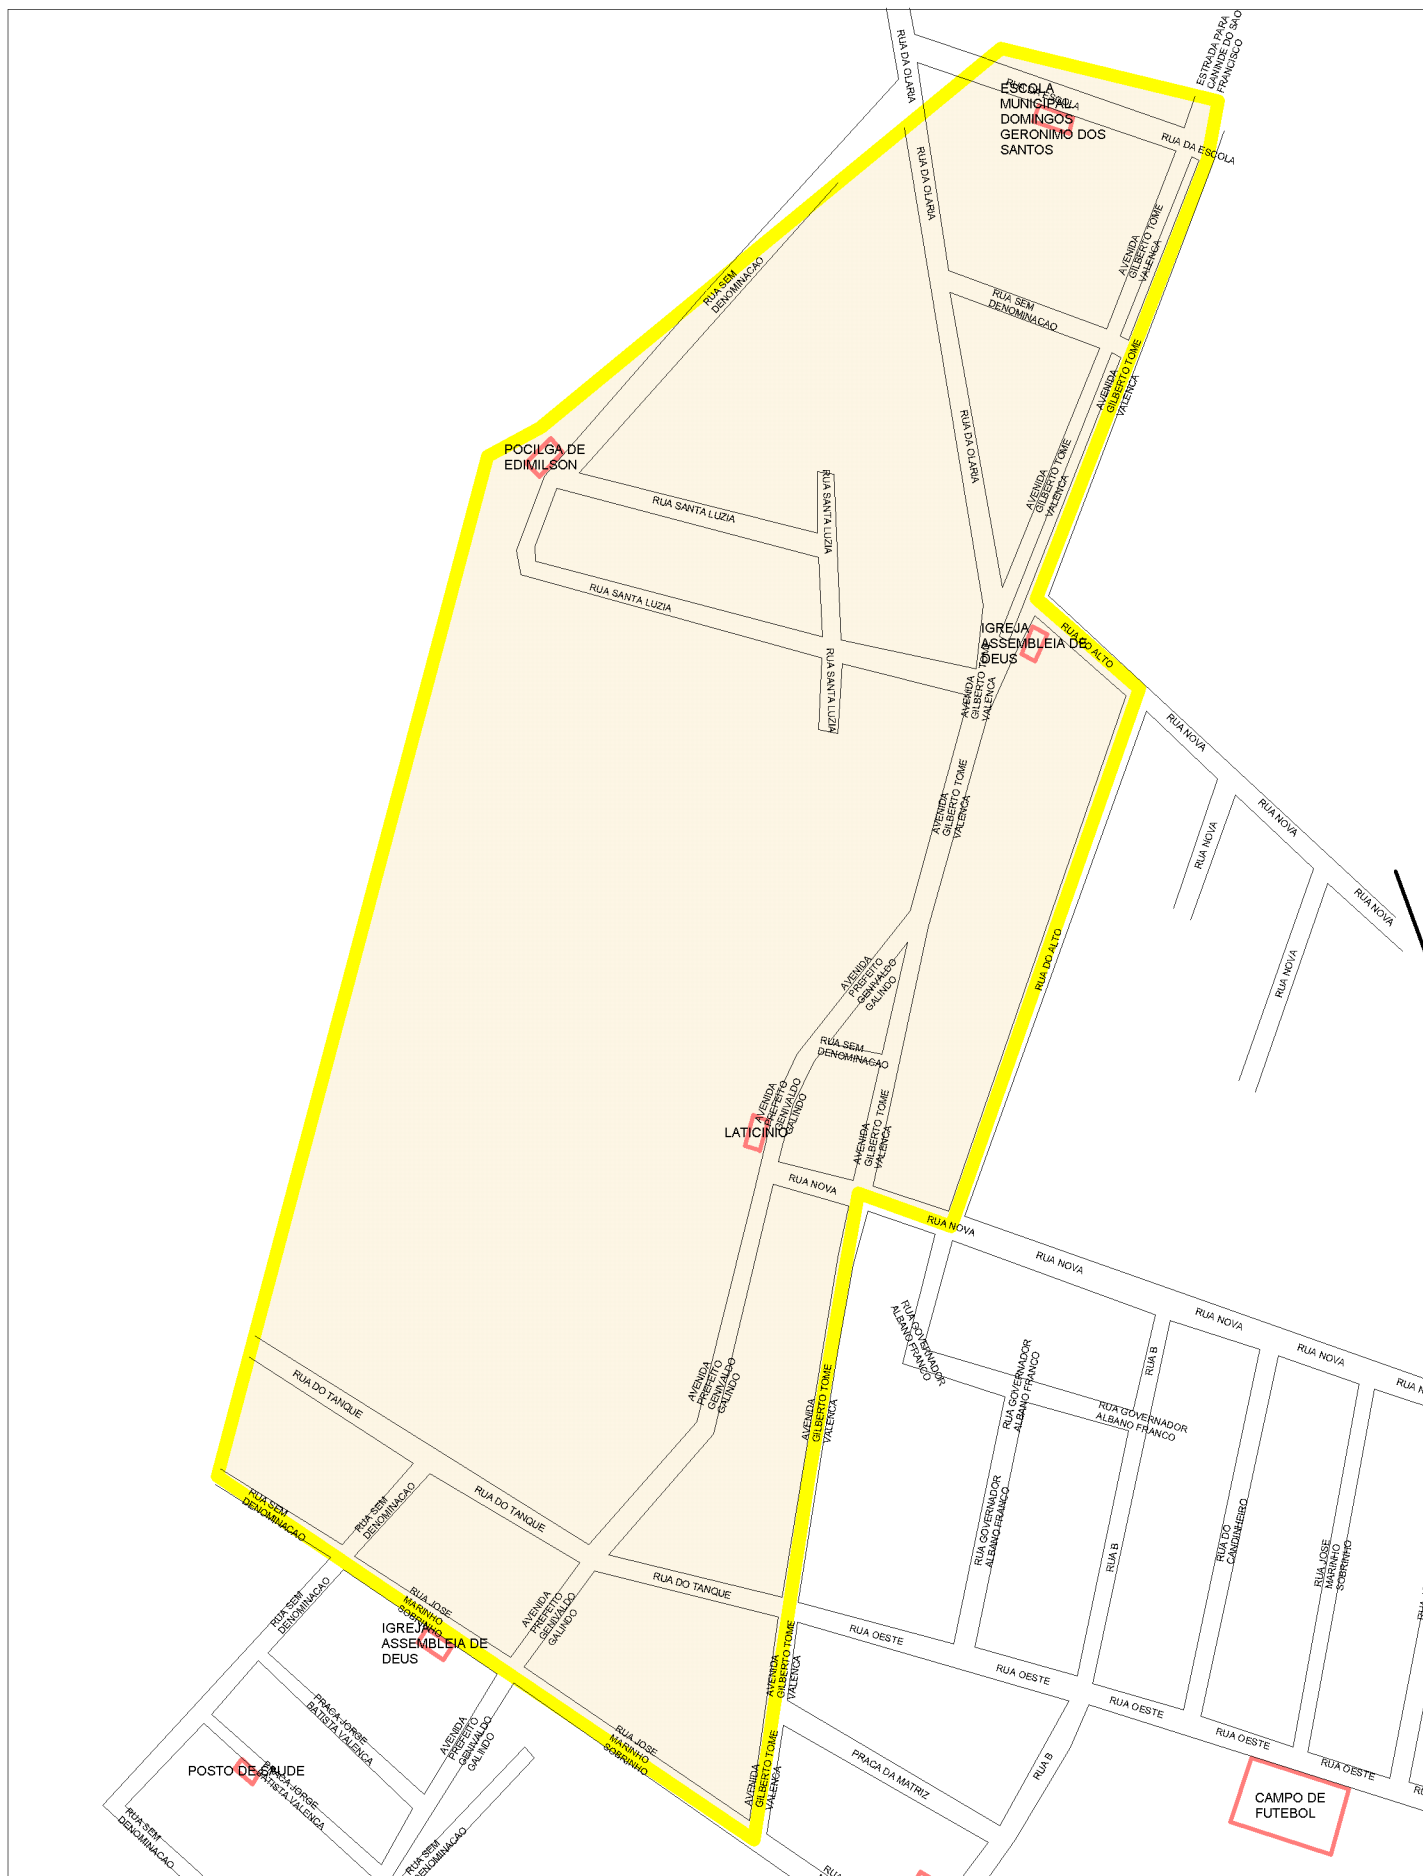 RUA DA OLARIA
ESTRADA PARA
CANINDE DO SAO
FRANCISCO
RUA DA ESCOLA
ESCOLA
MUNICIPAL
DOMINGOS
GERONIMO DOS
SANTOS
RUA DA ESCOLA
RUA DA OLARIA
AVENIDA
GILBERTO TOME
VALENCA
RUA SEM
DENOMINACAO
RUA SEM
DENOMINACAO
AVENIDA
GILBERTO TOME
VALENCA
RUA DA OLARIA
POCILGA DE
EDIMILSON
AVENIDA
GILBERTO TOME
VALENCA
RUA SANTA LUZIA
RUA SANTA LUZIA
RUA SANTA LUZIA
IGREJA
ASSEMBLEIA DE
DEUS
RUA DO ALTO
RUA SANTA LUZIA
AVENIDA
GILBERTO TOME
VALENCA
RUA NOVA
AVENIDA
GILBERTO TOME
VALENCA
RUA NOVA
RUA NOVA
RUA NOVA
RUA DO ALTO
RUA NOVA
AVENIDA
PREFEITO
GENIVALDO
GALINDO
RUA SEM
DENOMINACAO
AVENIDA
PREFEITO
GENIVALDO
GALINDO
LATICINIO
AVENIDA
GILBERTO TOME
VALENCA
RUA NOVA
RUA NOVA
RUA NOVA
RUA NOVA
RUA NOVA
RUA N
RUA GOVERNADOR
ALBANO FRANCO
RUA B
RUA GOVERNADOR
ALBANO FRANCO
RUA GOVERNADOR
ALBANO FRANCO
AVENIDA
PREFEITO
GENIVALDO
GALINDO
AVENIDA
GILBERTO TOME
VALENCA
RUA DO TANQUE
RUA DO TANQUE
RUA SEM
DENOMINACAO
RUA SEM
DENOMINACAO
RUA GOVERNADOR
ALBANO FRANCO
RUA B
RUA DO
CANDINHEIRO
RUA JOSE
MARINHO
SOBRINHO
RUA DO TANQUE
RUA SEM
DENOMINACAO
RUA JOSE
MARINHO
SOBRINHO
AVENIDA
PREFEITO
GENIVALDO
GALINDO
IGREJA
ASSEMBLEIA DE
DEUS
RUA OESTE
RUA OESTE
RUA OESTE
RUA OESTE
RUA OESTE
AVENIDA
GILBERTO TOME
VALENCA
PRACA JORGE
BATISTA VALENCA
AVENIDA
PREFEITO
GENIVALDO
GALINDO
RUA JOSE
MARINHO
SOBRINHO
AVENIDA
GILBERTO TOME
VALENCA
PRACA DA MATRIZ
RUA B
POSTO DE SAUDE
PRACA JORGE
BATISTA VALENCA
CAMPO DE
FUTEBOL
RUA SEM
DENOMINACAO
RUA SEM
DENOMINACAO
RUA